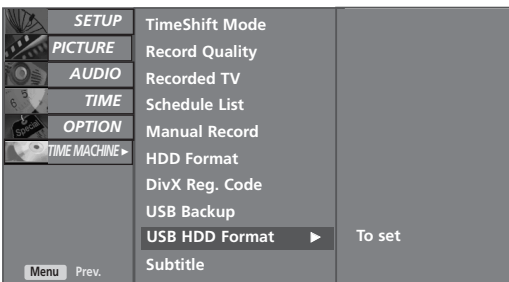 SETUP
PICTURE
AUDIO
TIME
OPTION
TIME MACHINE
TimeShift Mode
Record Quality
Recorded TV
Schedule List
Manual Record
HDD Format
DivX Reg. Code
USB Backup
USB HDD Format
Subtitle
To set
Menu Prev.
Special